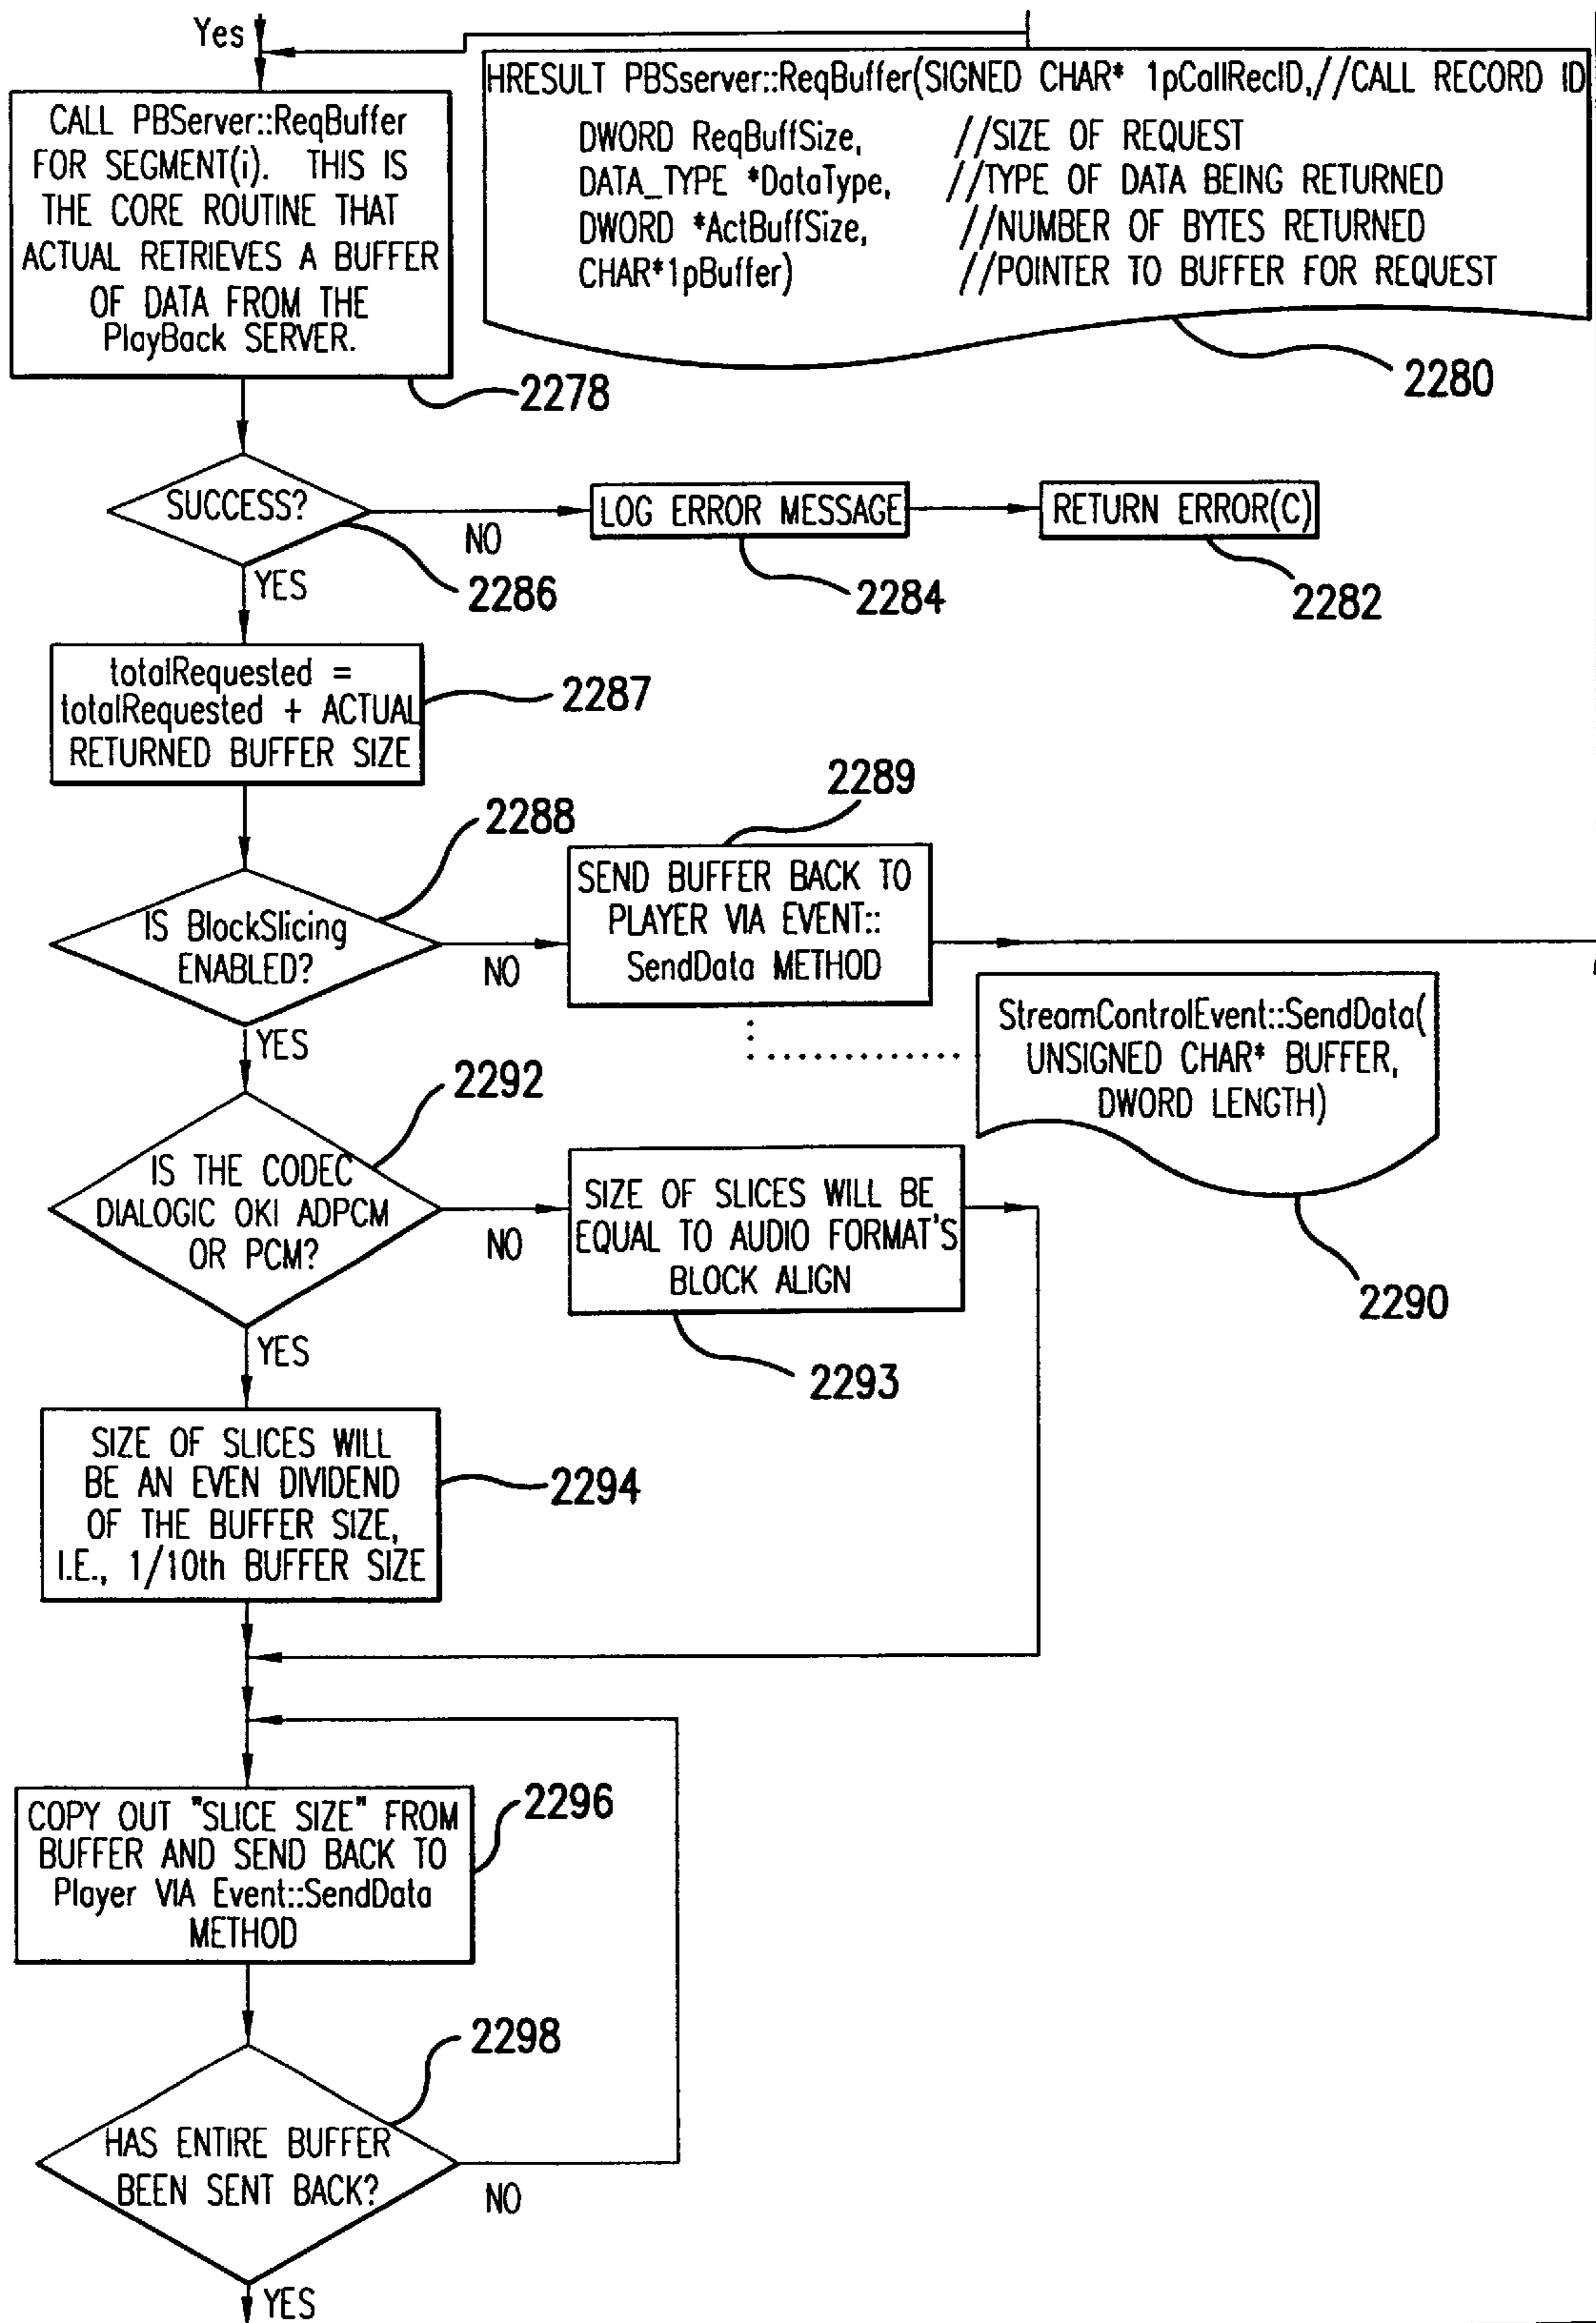 Yes
HRESULT PBSserver::ReqBuffer(SIGNED CHAR* 1pCallRecID,//CALL RECORD ID
DWORD ReqBuffSize, //SIZE OF REQUEST
DATA_TYPE *DataType, //TYPE OF DATA BEING RETURNED
DWORD *ActBuffSize, //NUMBER OF BYTES RETURNED
CHAR*1pBuffer) //POINTER TO BUFFER FOR REQUEST
2280
CALL PBServer::ReqBuffer
FOR SEGMENT(i). THIS IS
THE CORE ROUTINE THAT
ACTUAL RETRIEVES A BUFFER
OF DATA FROM THE
PlayBack SERVER.
2278
SUCCESS?
NO
YES
2286
LOG ERROR MESSAGE
2284
RETURN ERROR(C)
2282
totalRequested =
totalRequested + ACTUAL
RETURNED BUFFER SIZE
2287
2288
IS BlockSlicing
ENABLED?
NO
YES
2289
SEND BUFFER BACK TO
PLAYER VIA EVENT::
SendData METHOD
StreamControlEvent::SendData(
UNSIGNED CHAR* BUFFER,
DWORD LENGTH)
2290
2292
IS THE CODEC
DIALOGIC OKI ADPCM
OR PCM?
NO
YES
SIZE OF SLICES WILL BE
EQUAL TO AUDIO FORMAT'S
BLOCK ALIGN
2293
SIZE OF SLICES WILL
BE AN EVEN DIVIDEND
OF THE BUFFER SIZE,
I.E., 1/10th BUFFER SIZE
2294
COPY OUT "SLICE SIZE" FROM
BUFFER AND SEND BACK TO
Player VIA Event::SendData
METHOD
2296
2298
HAS ENTIRE BUFFER
BEEN SENT BACK?
NO
YES